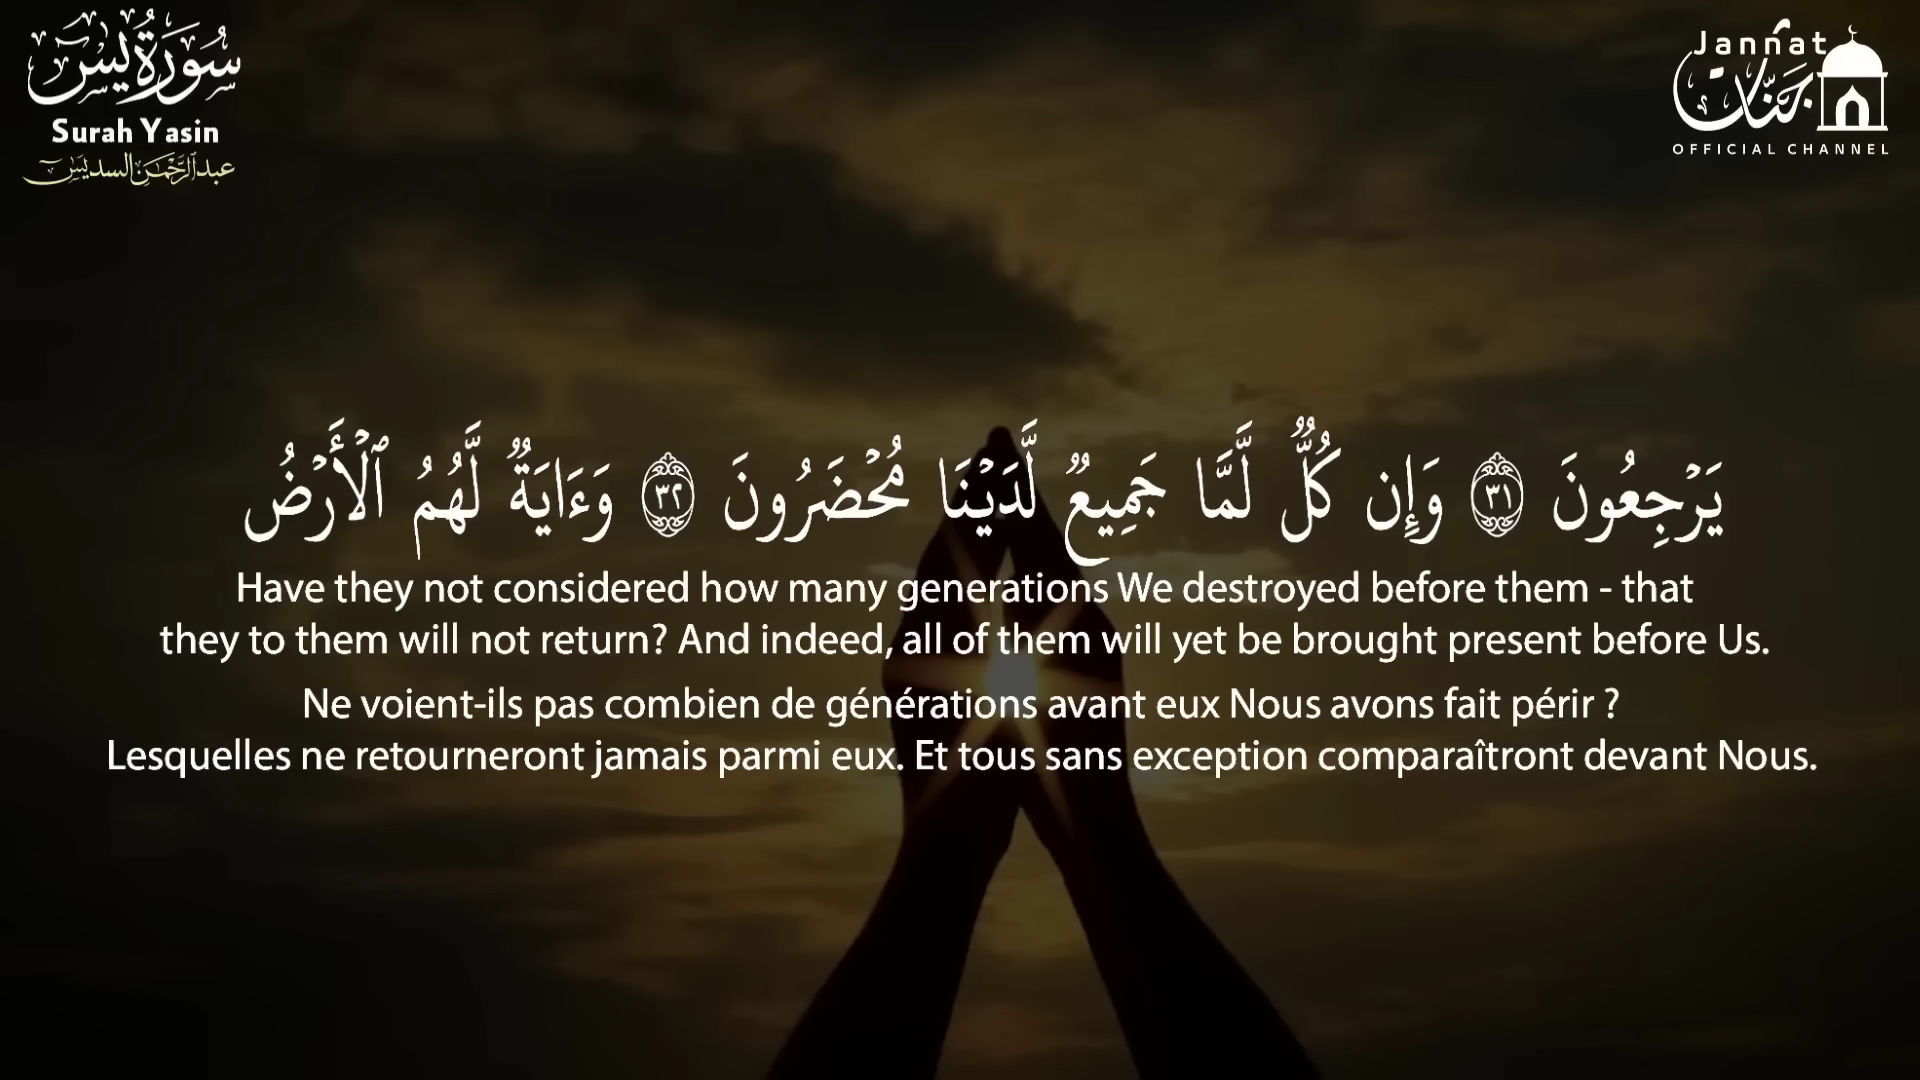 سُورَةُ يسٓ
Surah Yasin
عبد الرحمن السديس
Jannat
جَنَّات
OFFICIAL CHANNEL
يَرْجِعُونَ ٣١ وَإِن كُلٌّ لَّمَّا جَمِيعٌ لَّدَيْنَا مُحْضَرُونَ ٣٢ وَءَايَةٌ لَّهُمُ ٱلْأَرْضُ
Have they not considered how many generations We destroyed before them - that
they to them will not return? And indeed, all of them will yet be brought present before Us.
Ne voient-ils pas combien de générations avant eux Nous avons fait périr ?
Lesquelles ne retourneront jamais parmi eux. Et tous sans exception comparaîtront devant Nous.